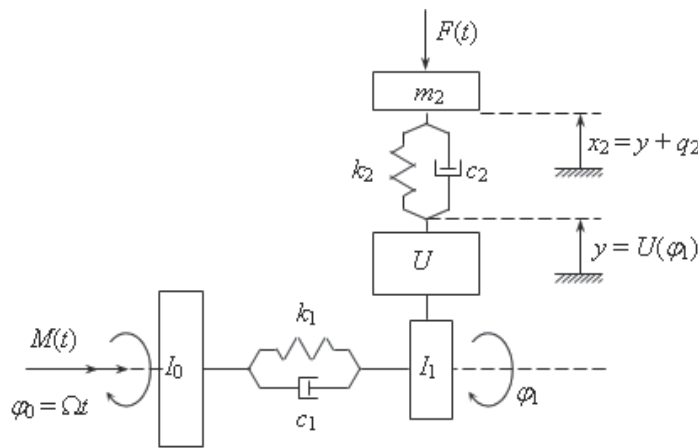 F(t)
m₂
x₂ = y + q₂
k₂
c₂
U
y = U(φ₁)
k₁
M(t)
I₀
I₁
φ₀ = Ωt
c₁
φ₁